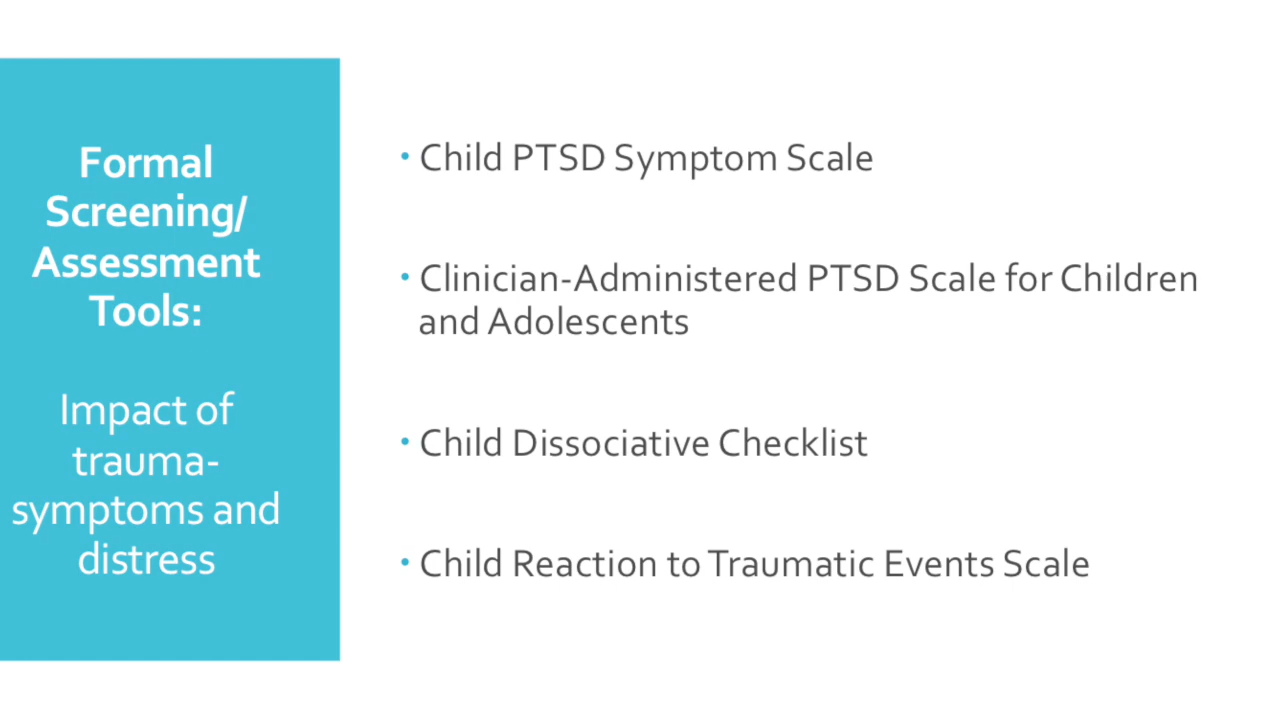 Formal
Screening/
Assessment
Tools:
Impact of
trauma-
symptoms and
distress
• Child PTSD Symptom Scale
• Clinician-Administered PTSD Scale for Children
and Adolescents
• Child Dissociative Checklist
• Child Reaction to Traumatic Events Scale